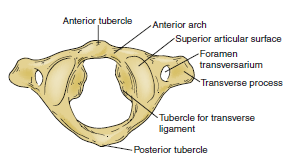 Anterior tubercle
Anterior arch
Superior articular surface
Foramen
transversarium
Transverse process
Tubercle for transverse
ligament
Posterior tubercle